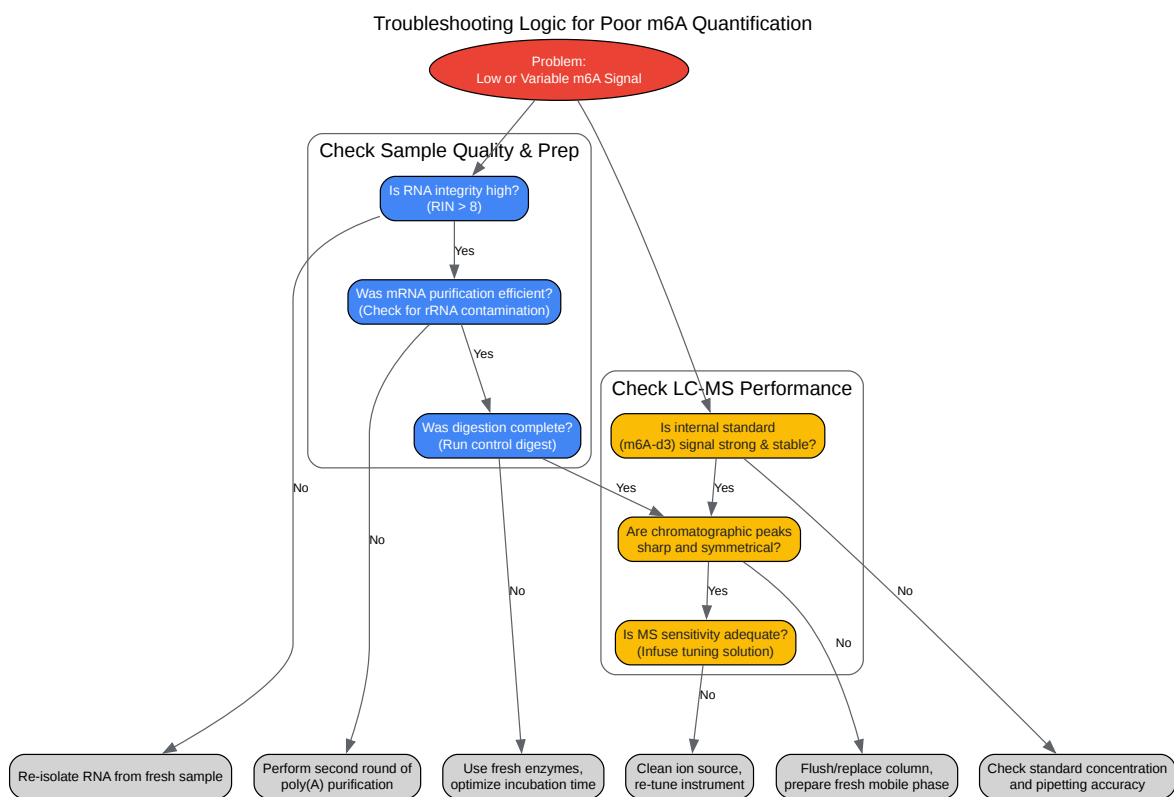 Troubleshooting Logic for Poor m6A Quantification
Problem:
Low or Variable m6A Signal
Check Sample Quality & Prep
Is RNA integrity high?
(RIN > 8)
Yes
Was mRNA purification efficient?
(Check for rRNA contamination)
Yes
Check LC-MS Performance
Was digestion complete?
(Run control digest)
Is internal standard
(m6A-d3) signal strong & stable?
No
Yes
Yes
Are chromatographic peaks
sharp and symmetrical?
No
No
Yes
No
Is MS sensitivity adequate?
(Infuse tuning solution)
No
No
Re-isolate RNA from fresh sample
Perform second round of
poly(A) purification
Use fresh enzymes,
optimize incubation time
Clean ion source,
re-tune instrument
Flush/replace column,
prepare fresh mobile phase
Check standard concentration
and pipetting accuracy